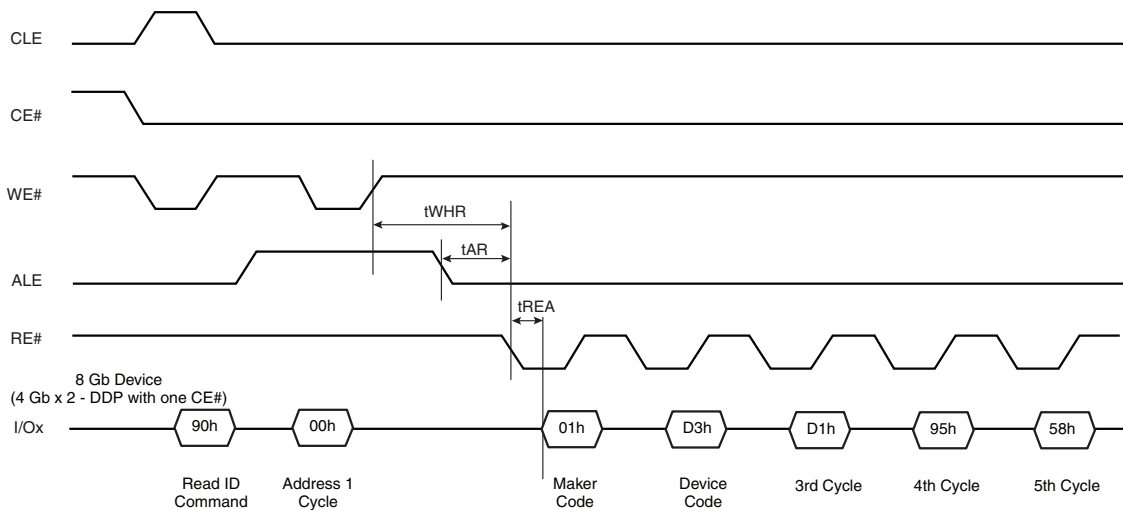 CLE
CE#
WE#
tWHR
tAR
ALE
tREA
RE#
8 Gb Device
(4 Gb x 2 - DDP with one CE#)
I/Ox
90h
00h
01h
D3h
D1h
95h
58h
Read ID
Command
Address 1
Cycle
Maker
Code
Device
Code
3rd Cycle
4th Cycle
5th Cycle